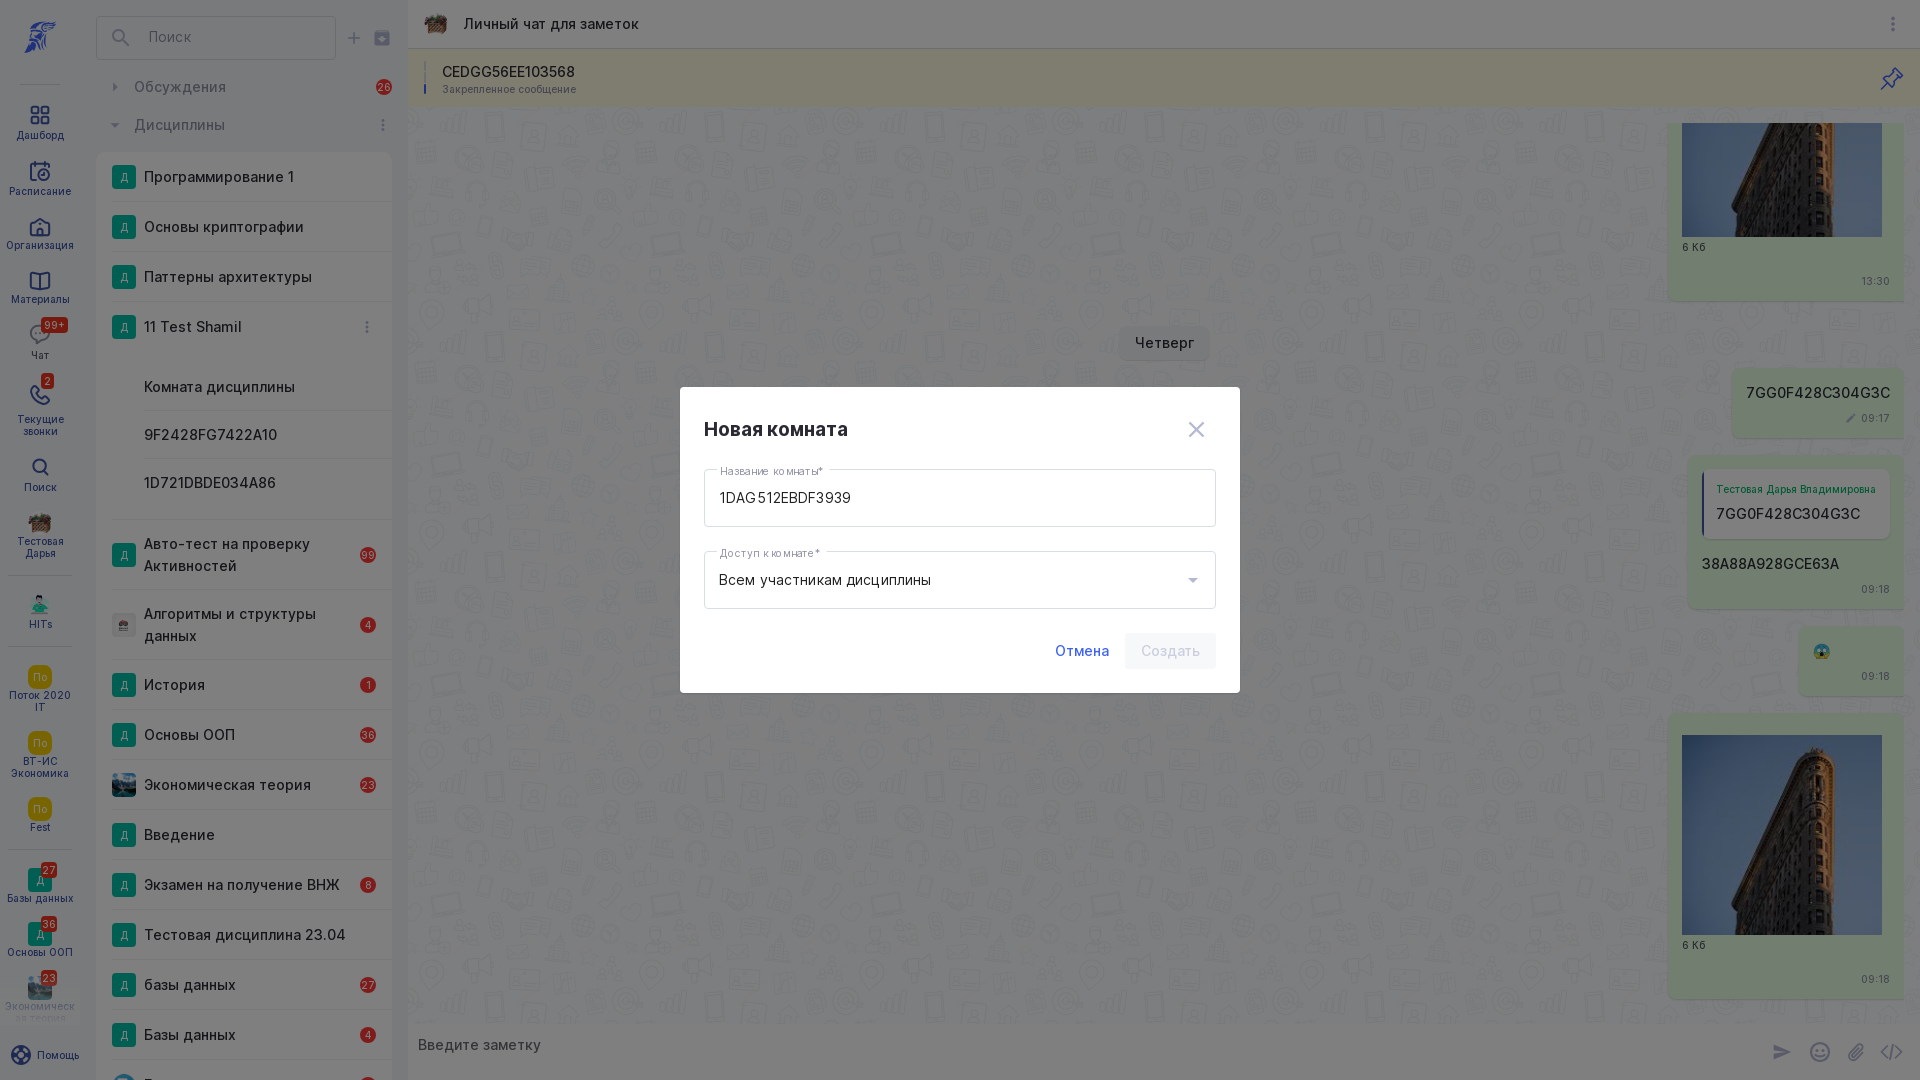 Дашборд
Расписание
Организация
Материалы
99+
Чат
2
Текущие
звонки
Поиск
Тестовая
Дарья
HITs
По
Поток 2020
IT
По
ВТ-ИС
Экономика
По
Fest
27
Д
Базы данных
36
Д
Основы ООП
23
Экономическ
ая теория
Помощь
Поиск
Обсуждения
26
Дисциплины
Д
Программирование 1
Д
Основы криптографии
Д
Паттерны архитектуры
Д
11 Test Shamil
Комната дисциплины
9F2428FG7422A10
1D721DBDE034A86
Д
Авто-тест на проверку
Активностей
99
Алгоритмы и структуры
данных
4
Д
История
1
Д
Основы ООП
36
Экономическая теория
23
Д
Введение
Д
Экзамен на получение ВНЖ
8
Д
Тестовая дисциплина 23.04
Д
базы данных
27
Д
Базы данных
4
Личный чат для заметок
CEDGG56EE103568
Закрепленное сообщение
6 Кб
13:30
Четверг
7GG0F428C304G3C
09:17
Тестовая Дарья Владимировна
7GG0F428C304G3C
38A88A928GCE63A
09:18
09:18
6 Кб
09:18
Введите заметку
Новая комната
Название комнаты*
1DAG512EBDF3939
Доступ к комнате*
Всем участникам дисциплины
Отмена
Создать